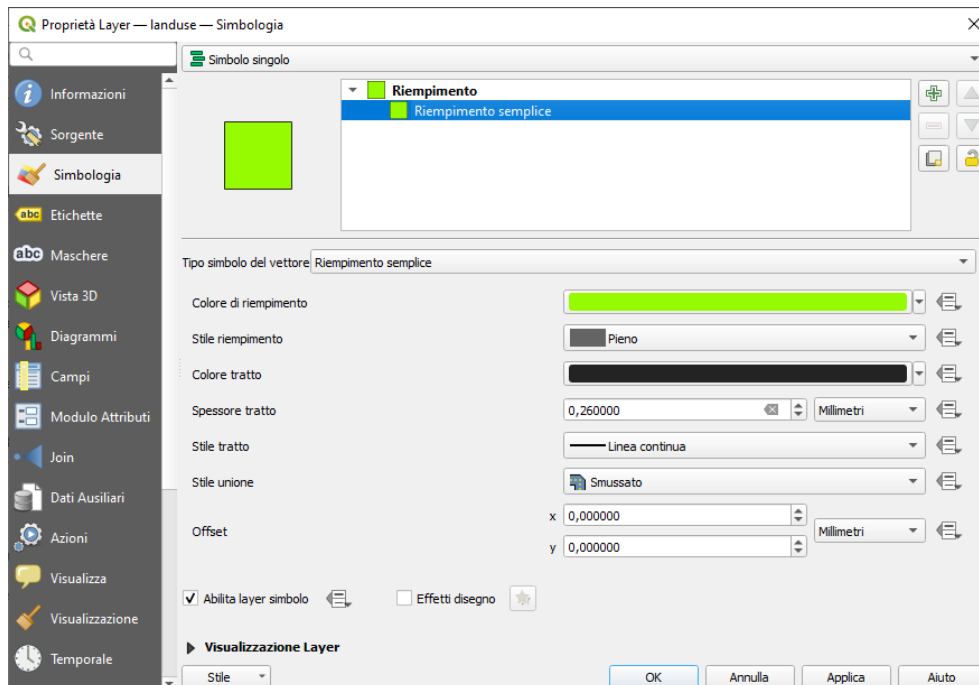 Proprietà Layer — landuse — Simbologia
Simbolo singolo
Informazioni
Sorgente
Simbologia
abc Etichette
abc Maschere
Vista 3D
Diagrammi
Campi
Modulo Attributi
Join
Dati Ausiliari
Azioni
Visualizza
Visualizzazione
Temporale
Riempimento
Riempimento semplice
Tipo simbolo del vettore Riempimento semplice
Colore di riempimento
Stile riempimento Pieno
Colore tratto
Spessore tratto 0,260000 Millimetri
Stile tratto Linea continua
Stile unione Smussato
Offset x 0,000000 Millimetri
y 0,000000
Abilita layer simbolo Effetti disegno
Visualizzazione Layer
Stile OK Annulla Applica Aiuto